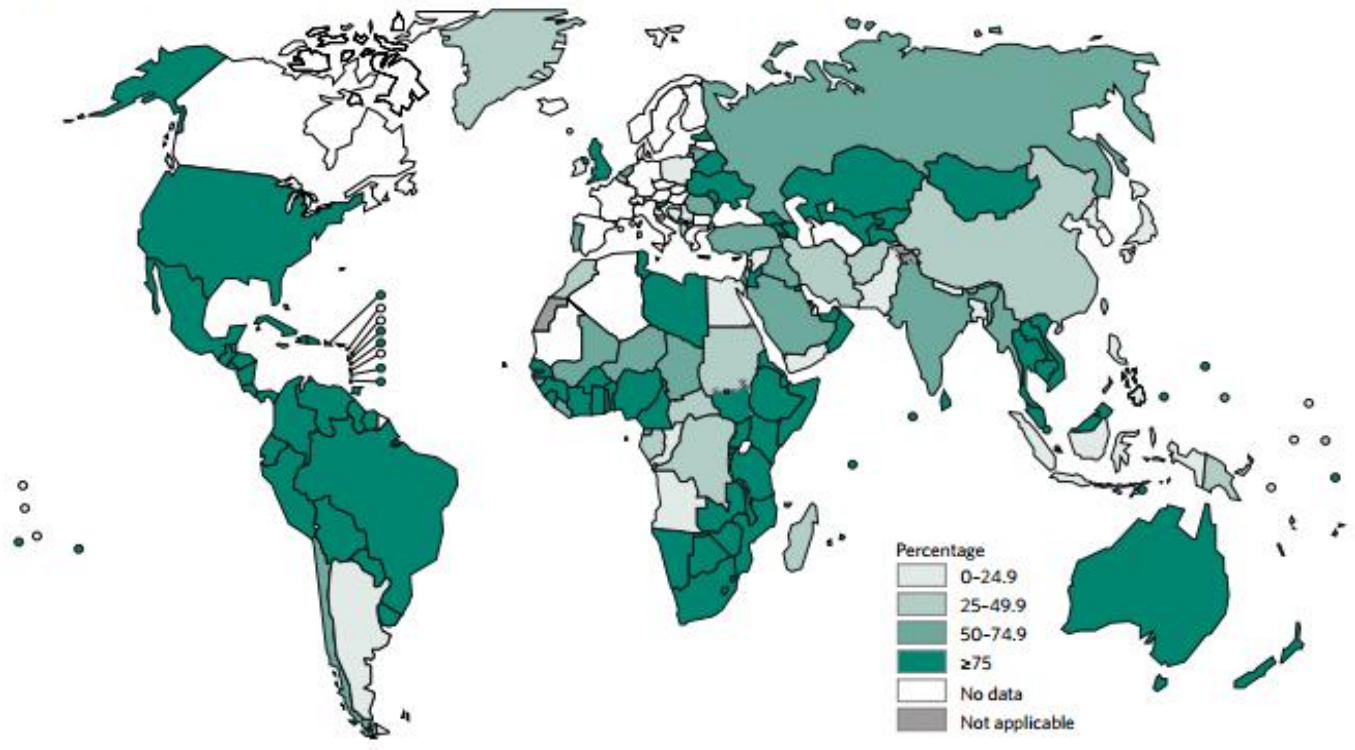 Percentage
0–24.9
25–49.9
50–74.9
≥75
No data
Not applicable